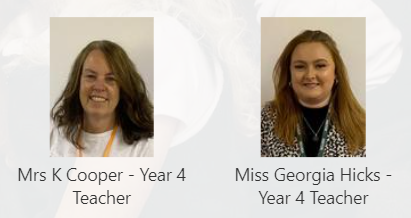 Mrs K Cooper - Year 4
Teacher
Miss Georgia Hicks -
Year 4 Teacher